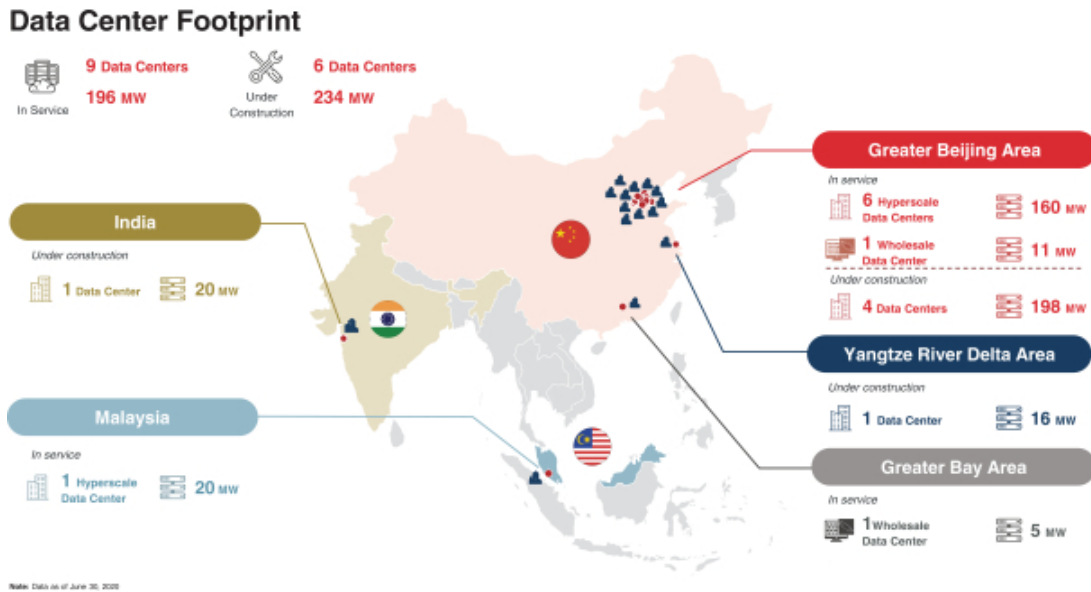 Data Center Footprint
9 Data Centers
196 MW
In Service
6 Data Centers
234 MW
Under
Construction
India
Under construction
1 Data Center
20 MW
Malaysia
In service
1 Hyperscale
Data Center
20 MW
Greater Beijing Area
In service
6 Hyperscale
Data Centers
160 MW
1 Wholesale
Data Center
11 MW
Under construction
4 Data Centers
198 MW
Yangtze River Delta Area
Under construction
1 Data Center
16 MW
Greater Bay Area
In service
1 Wholesale
Data Center
5 MW
Note: Data as of June 30, 2020